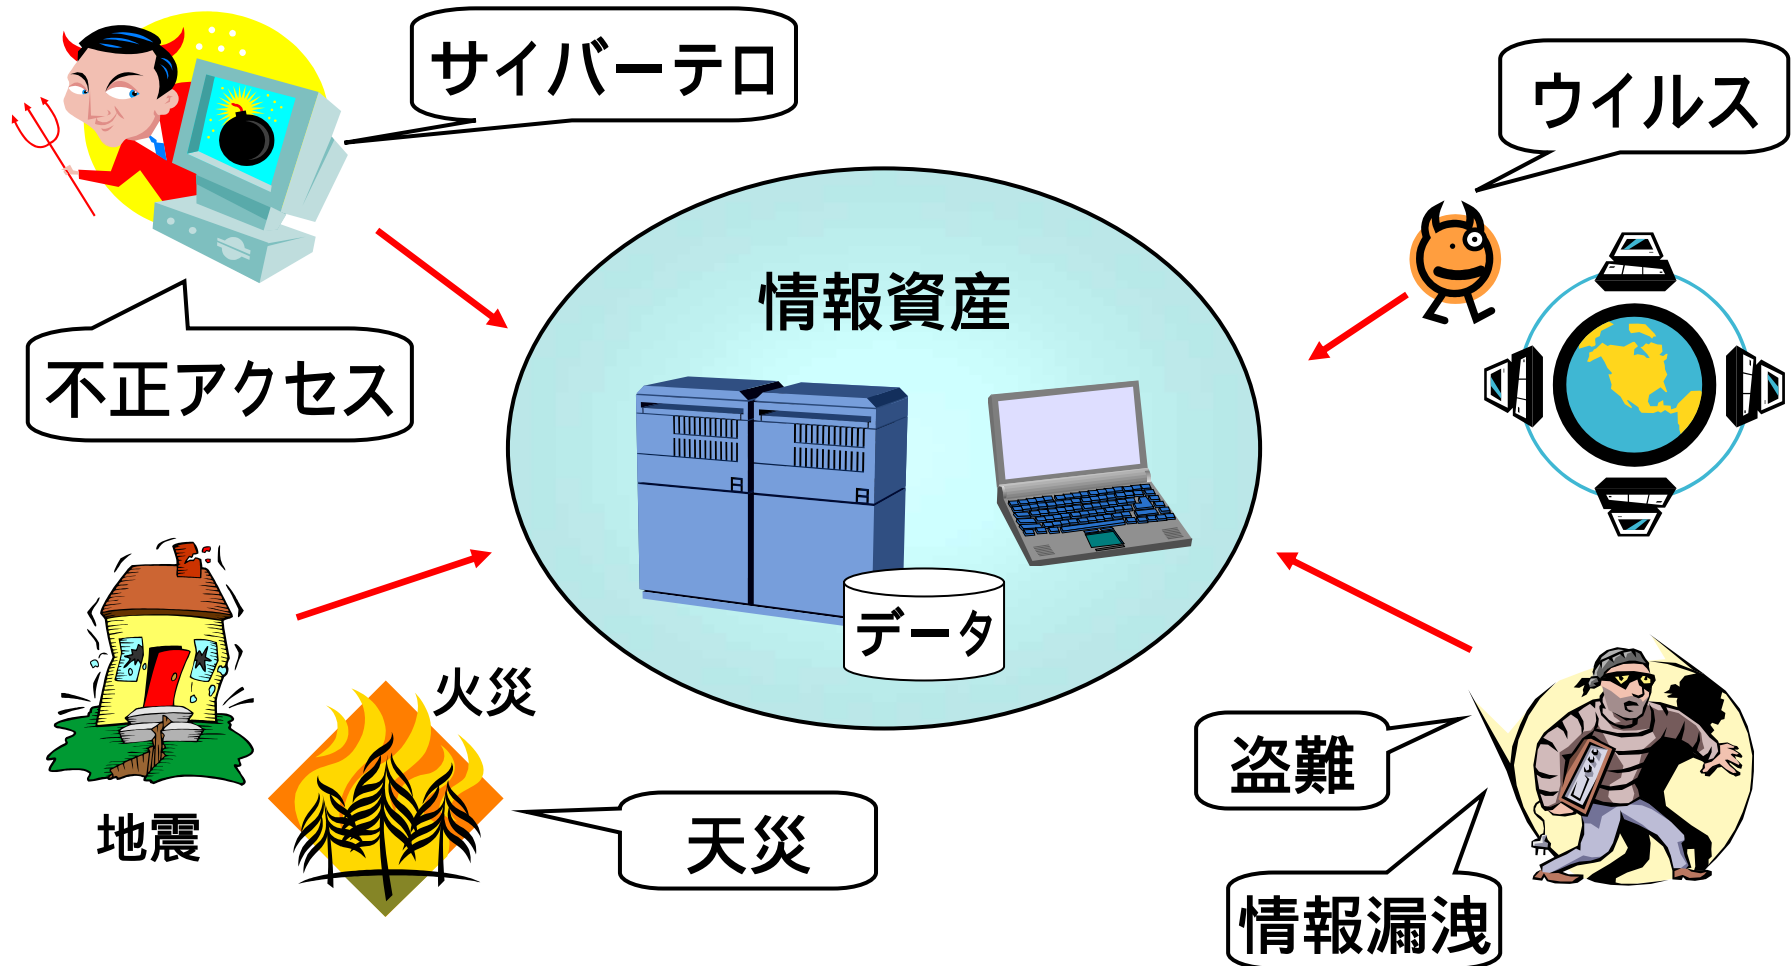 サイバーテロ
ウイルス
情報資産
不正アクセス
データ
火災
盗難
地震
天災
情報漏洩